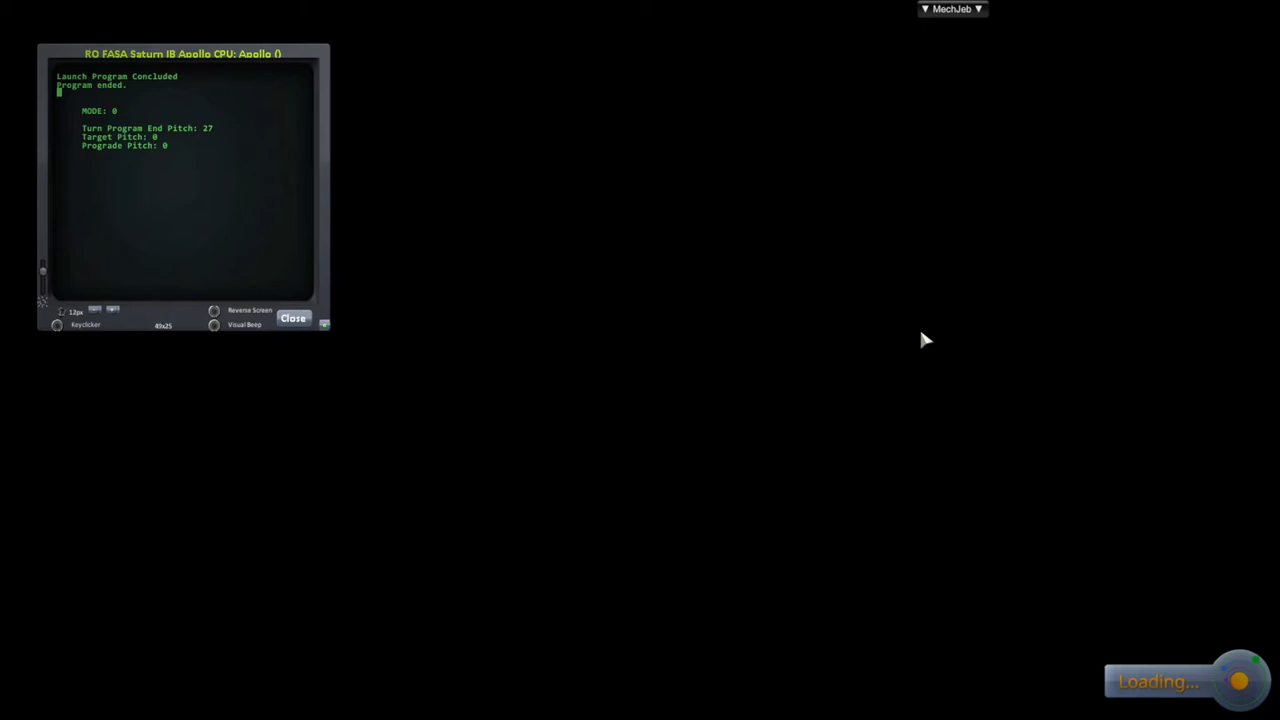 ▼ MechJeb ▼
RO FASA Saturn IB Apollo CPU: Apollo ()
Launch Program Concluded
Program ended.
MODE: 0
Turn Program End Pitch: 27
Target Pitch: 0
Prograde Pitch: 0
12px
Reverse Screen
Close
Keyclicker
49x25
Visual Beep
Loading...